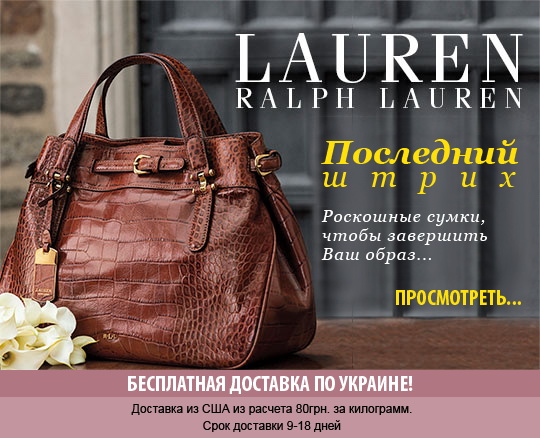 LAUREN
RALPH LAUREN
Последний
штрих
Роскошные сумки,
чтобы завершить
Ваш образ...
ПРОСМОТРЕТЬ...
БЕСПЛАТНАЯ ДОСТАВКА ПО УКРАИНЕ!
Доставка из США из расчета 80грн. за килограмм.
Срок доставки 9-18 дней